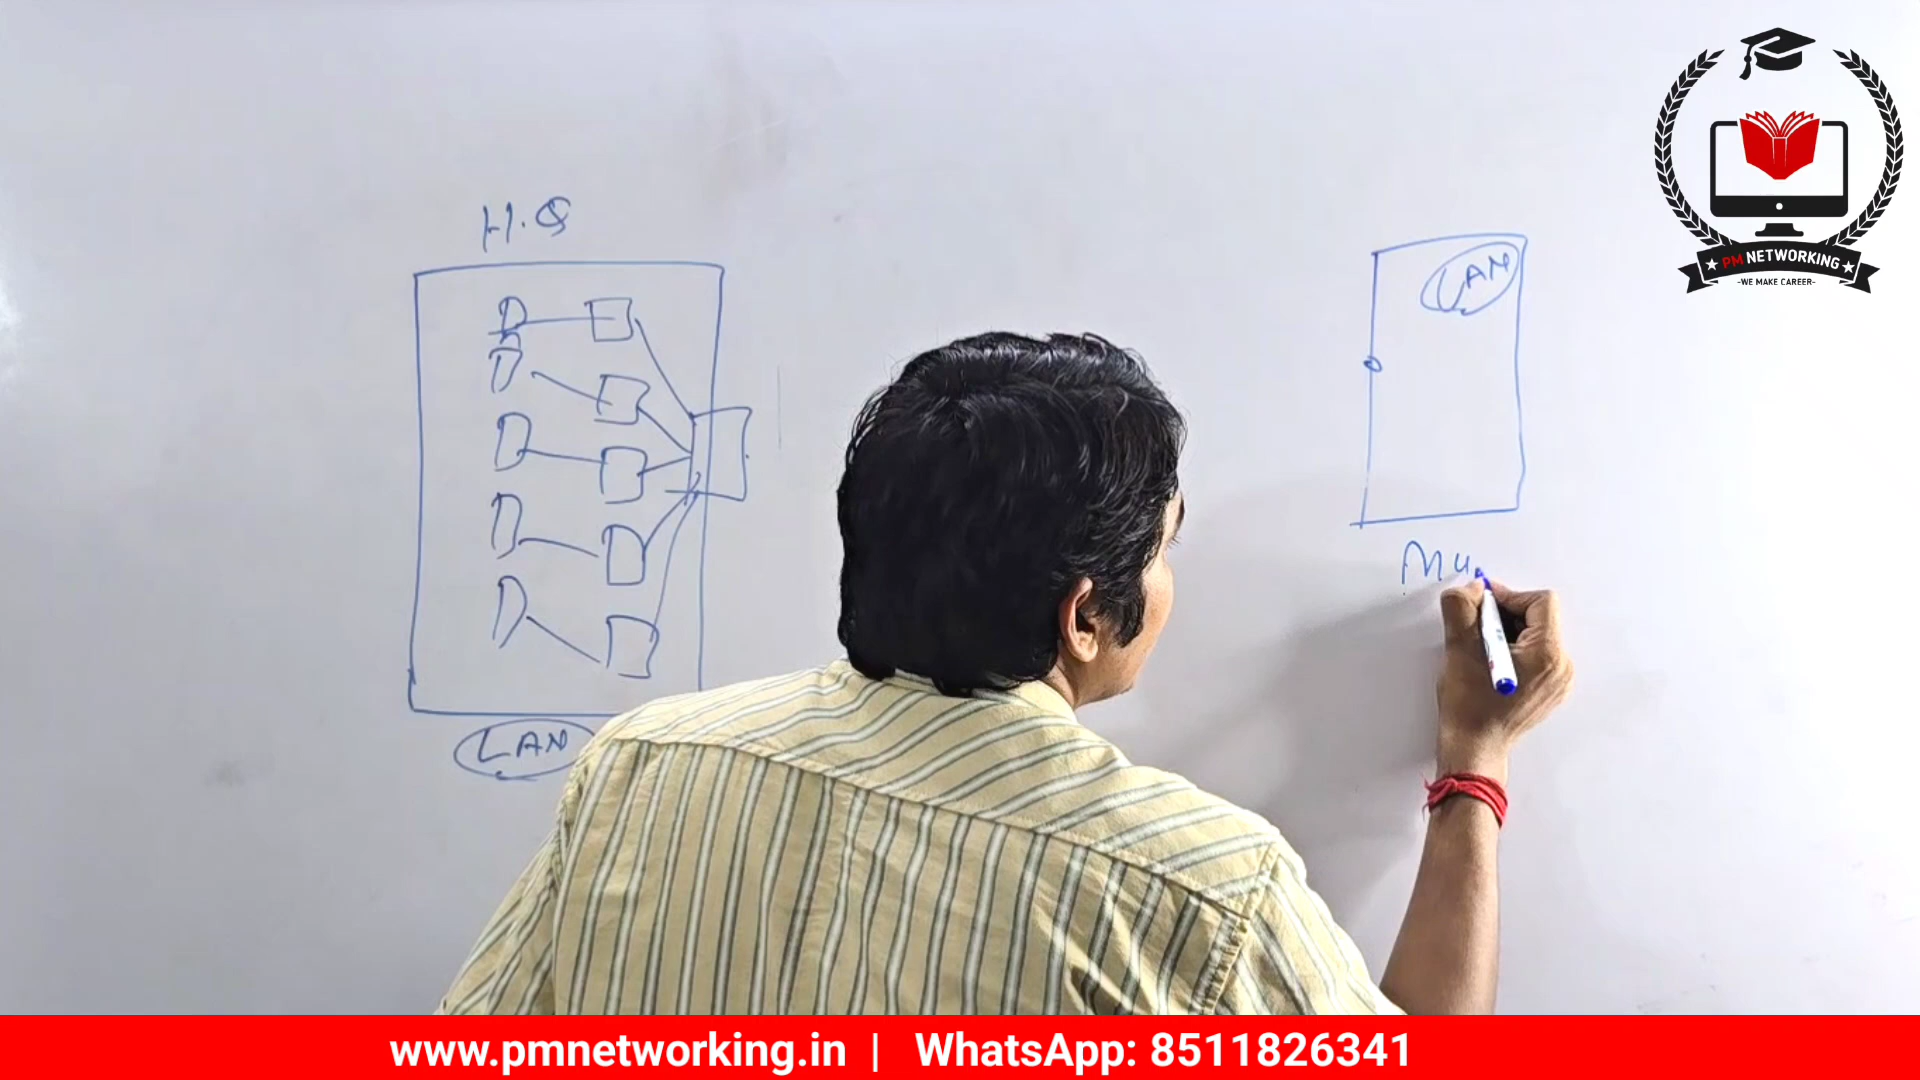 H.Q
D
D
D
D
D
LAN
LAN
Mu
PM NETWORKING
-WE MAKE CAREER-
www.pmnetworking.in | WhatsApp: 8511826341